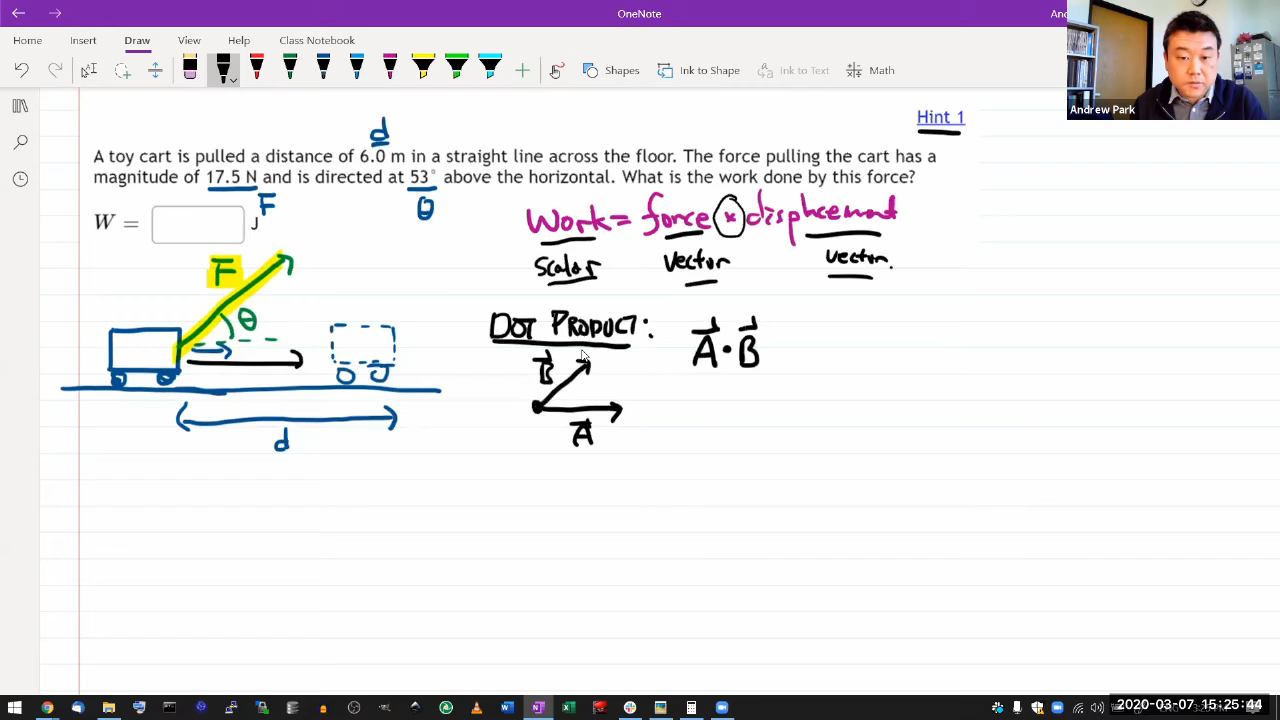 OneNote
Home Insert Draw View Help Class Notebook
Shapes Ink to Shape Ink to Text Math
Andrew Park
Hint 1
d
A toy cart is pulled a distance of 6.0 m in a straight line across the floor. The force pulling the cart has a
magnitude of 17.5 N and is directed at 53° above the horizontal. What is the work done by this force?
F θ
W = J
Work = force × displacement
scalar vector vector.
F
θ
d
DOT PRODUCT: A · B
B
A
2020-03-07 15:25:44